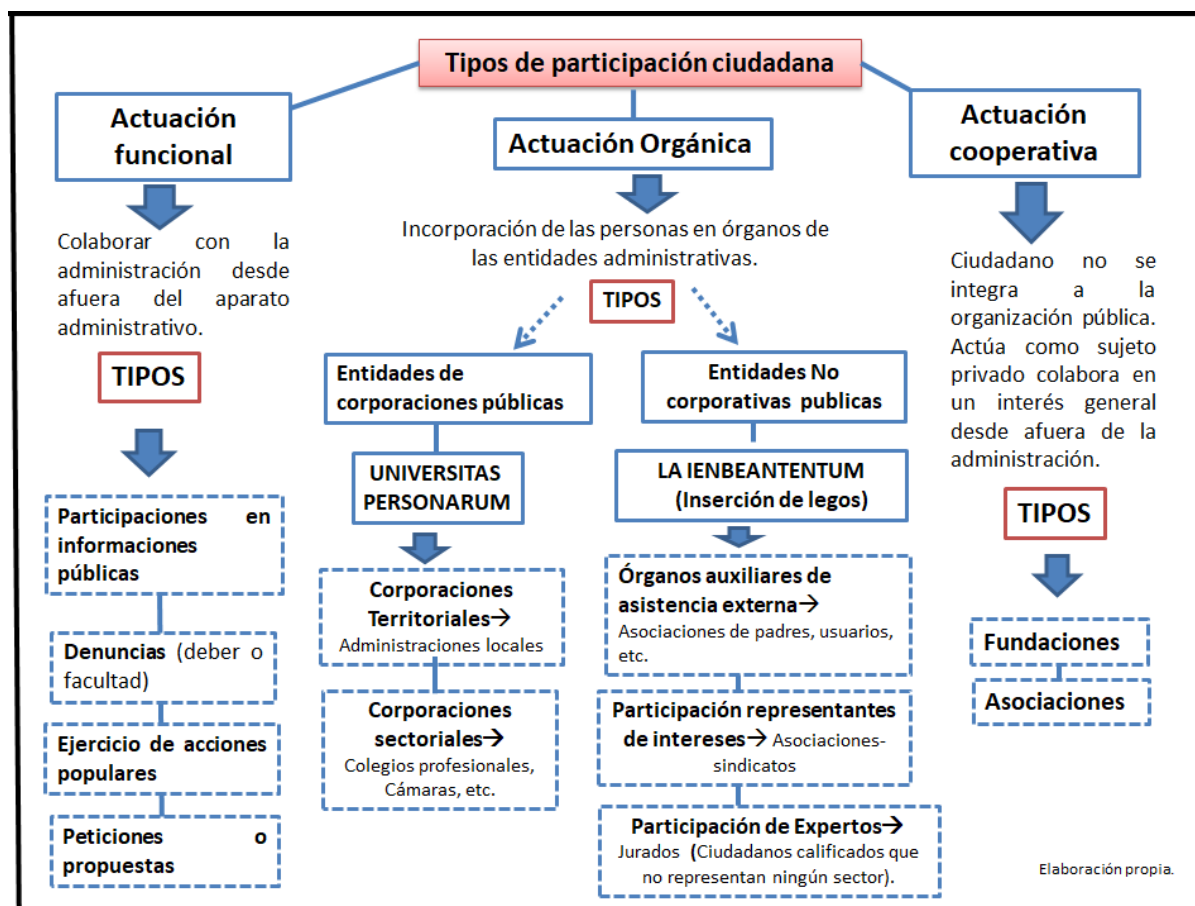 Tipos de participación ciudadana
Actuación
funcional
Colaborar con la
administración desde
afuera del aparato
administrativo.
TIPOS
Participaciones en
informaciones
públicas
Denuncias (deber o
facultad)
Ejercicio de acciones
populares
Peticiones o
propuestas
Actuación Orgánica
Incorporación de las personas en órganos de
las entidades administrativas.
TIPOS
Entidades de
corporaciones públicas
UNIVERSITAS
PERSONARUM
Corporaciones
Territoriales→
Administraciones locales
Corporaciones
sectoriales→
Colegios profesionales,
Cámaras, etc.
Entidades No
corporativas publicas
LA IENBEANTENTUM
(Inserción de legos)
Órganos auxiliares de
asistencia externa→
Asociaciones de padres, usuarios,
etc.
Participación representantes
de intereses→ Asociaciones-
sindicatos
Participación de Expertos→
Jurados (Ciudadanos calificados que
no representan ningún sector).
Actuación
cooperativa
Ciudadano no se
integra a la
organización pública.
Actúa como sujeto
privado colabora en
un interés general
desde afuera de la
administración.
TIPOS
Fundaciones
Asociaciones
Elaboración propia.